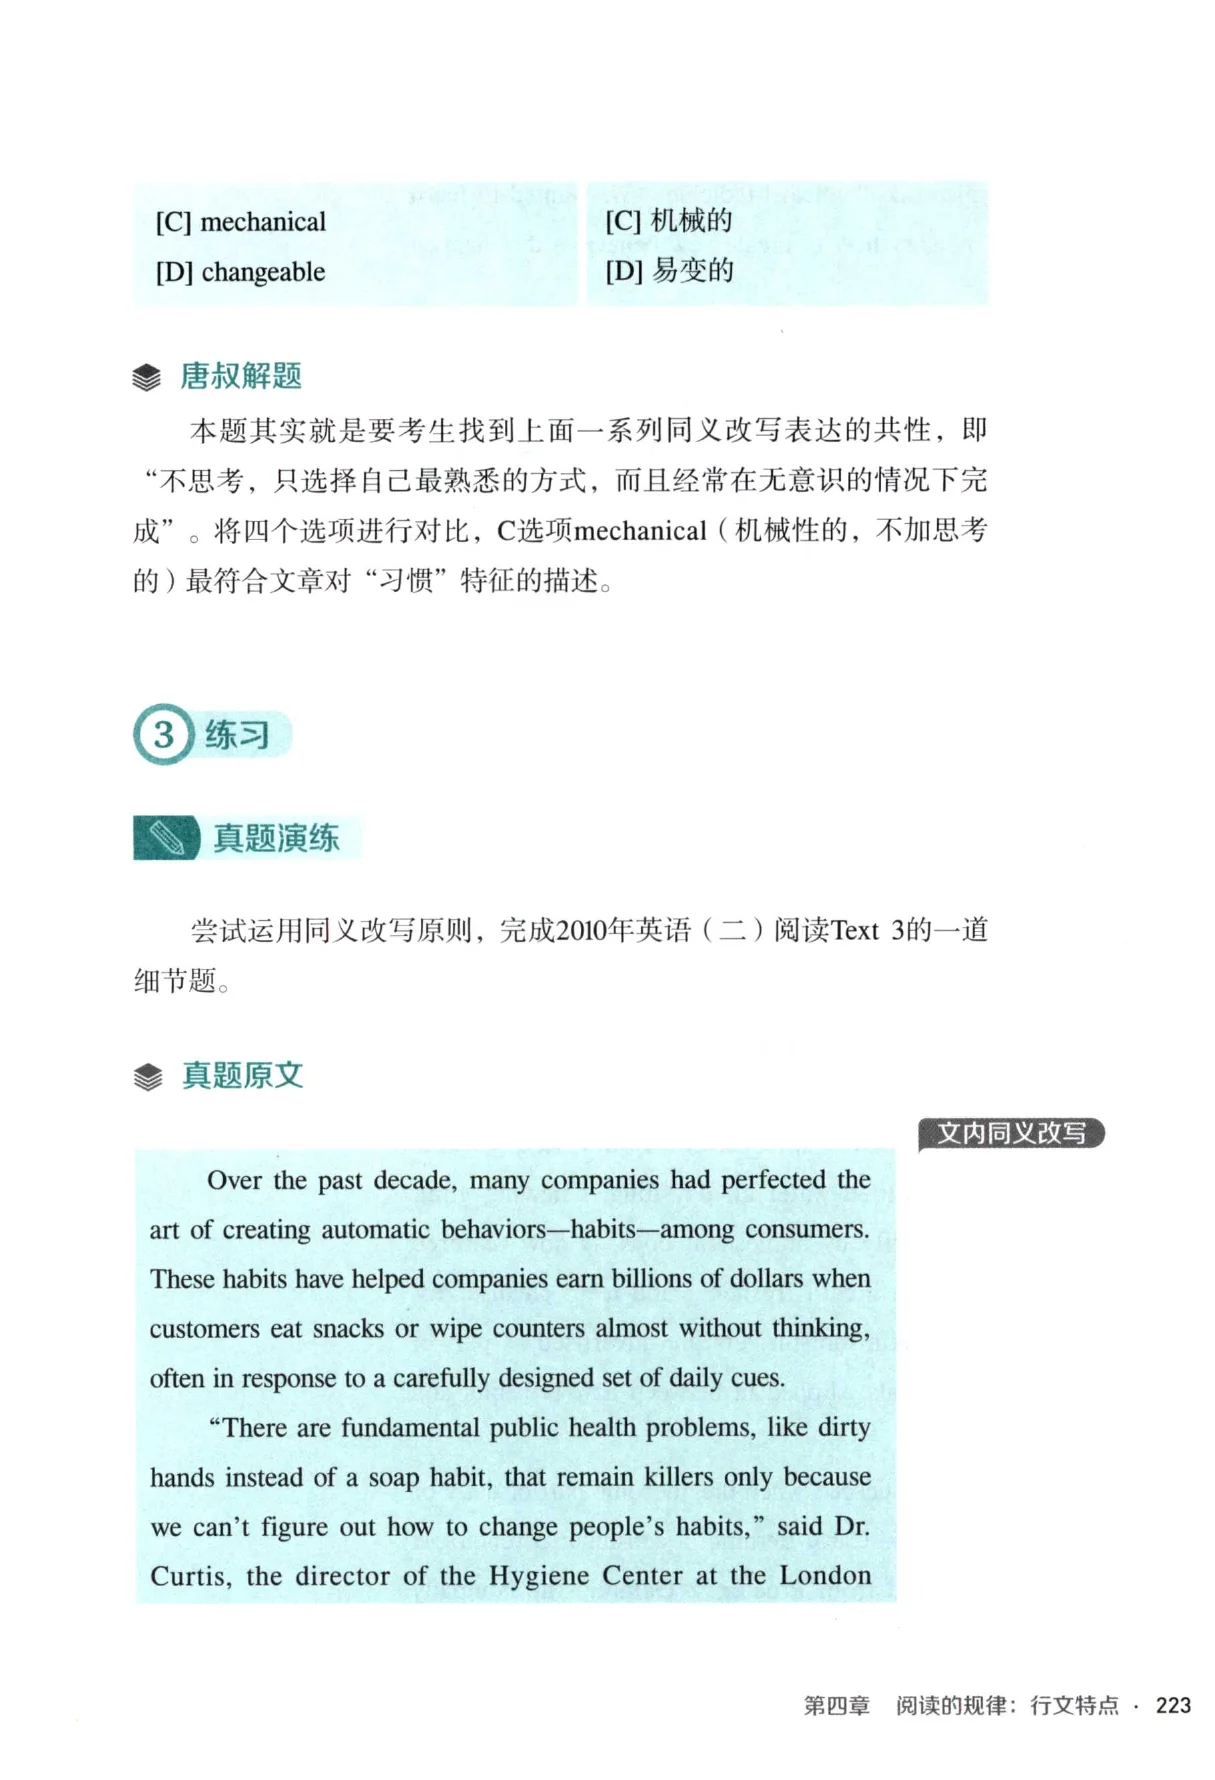 [C] mechanical
[D] changeable
[C] 机械的
[D] 易变的
唐叔解题
本题其实就是要考生找到上面一系列同义改写表达的共性，即
“不思考，只选择自己最熟悉的方式，而且经常在无意识的情况下完
成”。将四个选项进行对比，C选项mechanical（机械性的，不加思考
的）最符合文章对“习惯”特征的描述。
3 练习
真题演练
尝试运用同义改写原则，完成2010年英语（二）阅读Text 3的一道
细节题。
真题原文
文内同义改写
Over the past decade, many companies had perfected the
art of creating automatic behaviors—habits—among consumers.
These habits have helped companies earn billions of dollars when
customers eat snacks or wipe counters almost without thinking,
often in response to a carefully designed set of daily cues.
“There are fundamental public health problems, like dirty
hands instead of a soap habit, that remain killers only because
we can’t figure out how to change people’s habits,” said Dr.
Curtis, the director of the Hygiene Center at the London
第四章 阅读的规律：行文特点 · 223